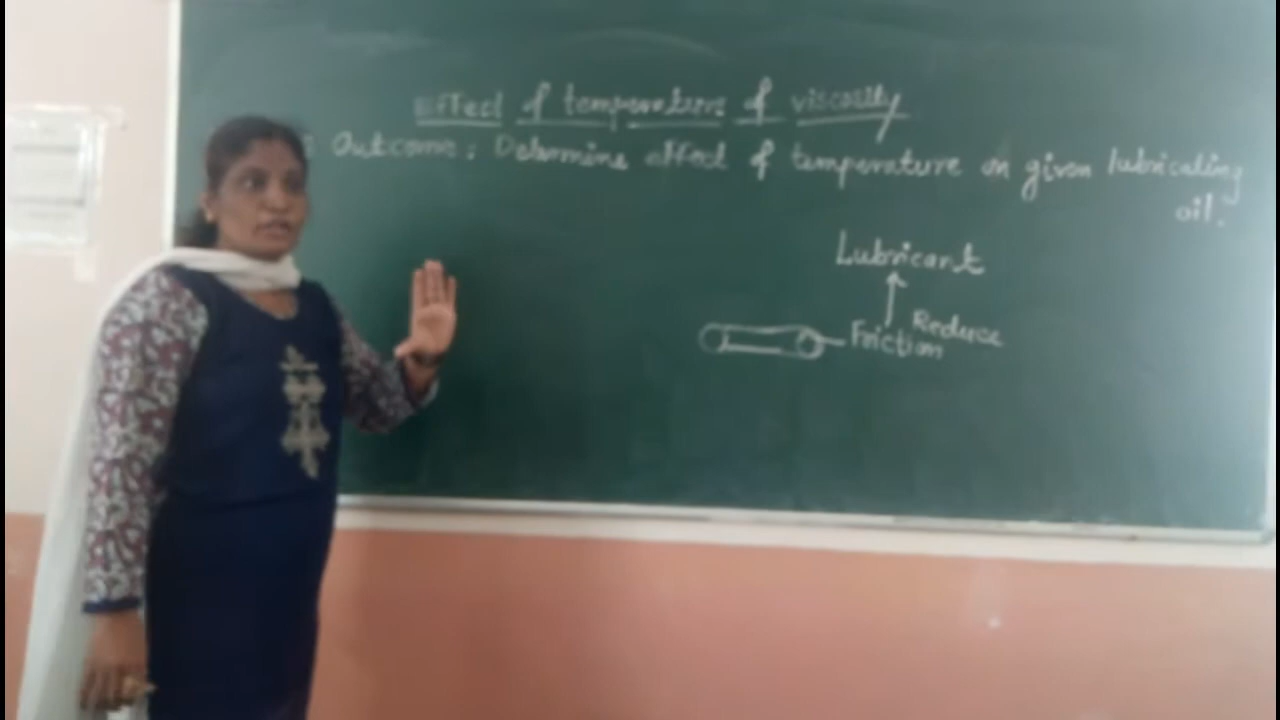 Effect of temperature of viscosity
Outcome: Determine effect of temperature on given lubricating
oil.
Lubricant
Reduce
Friction